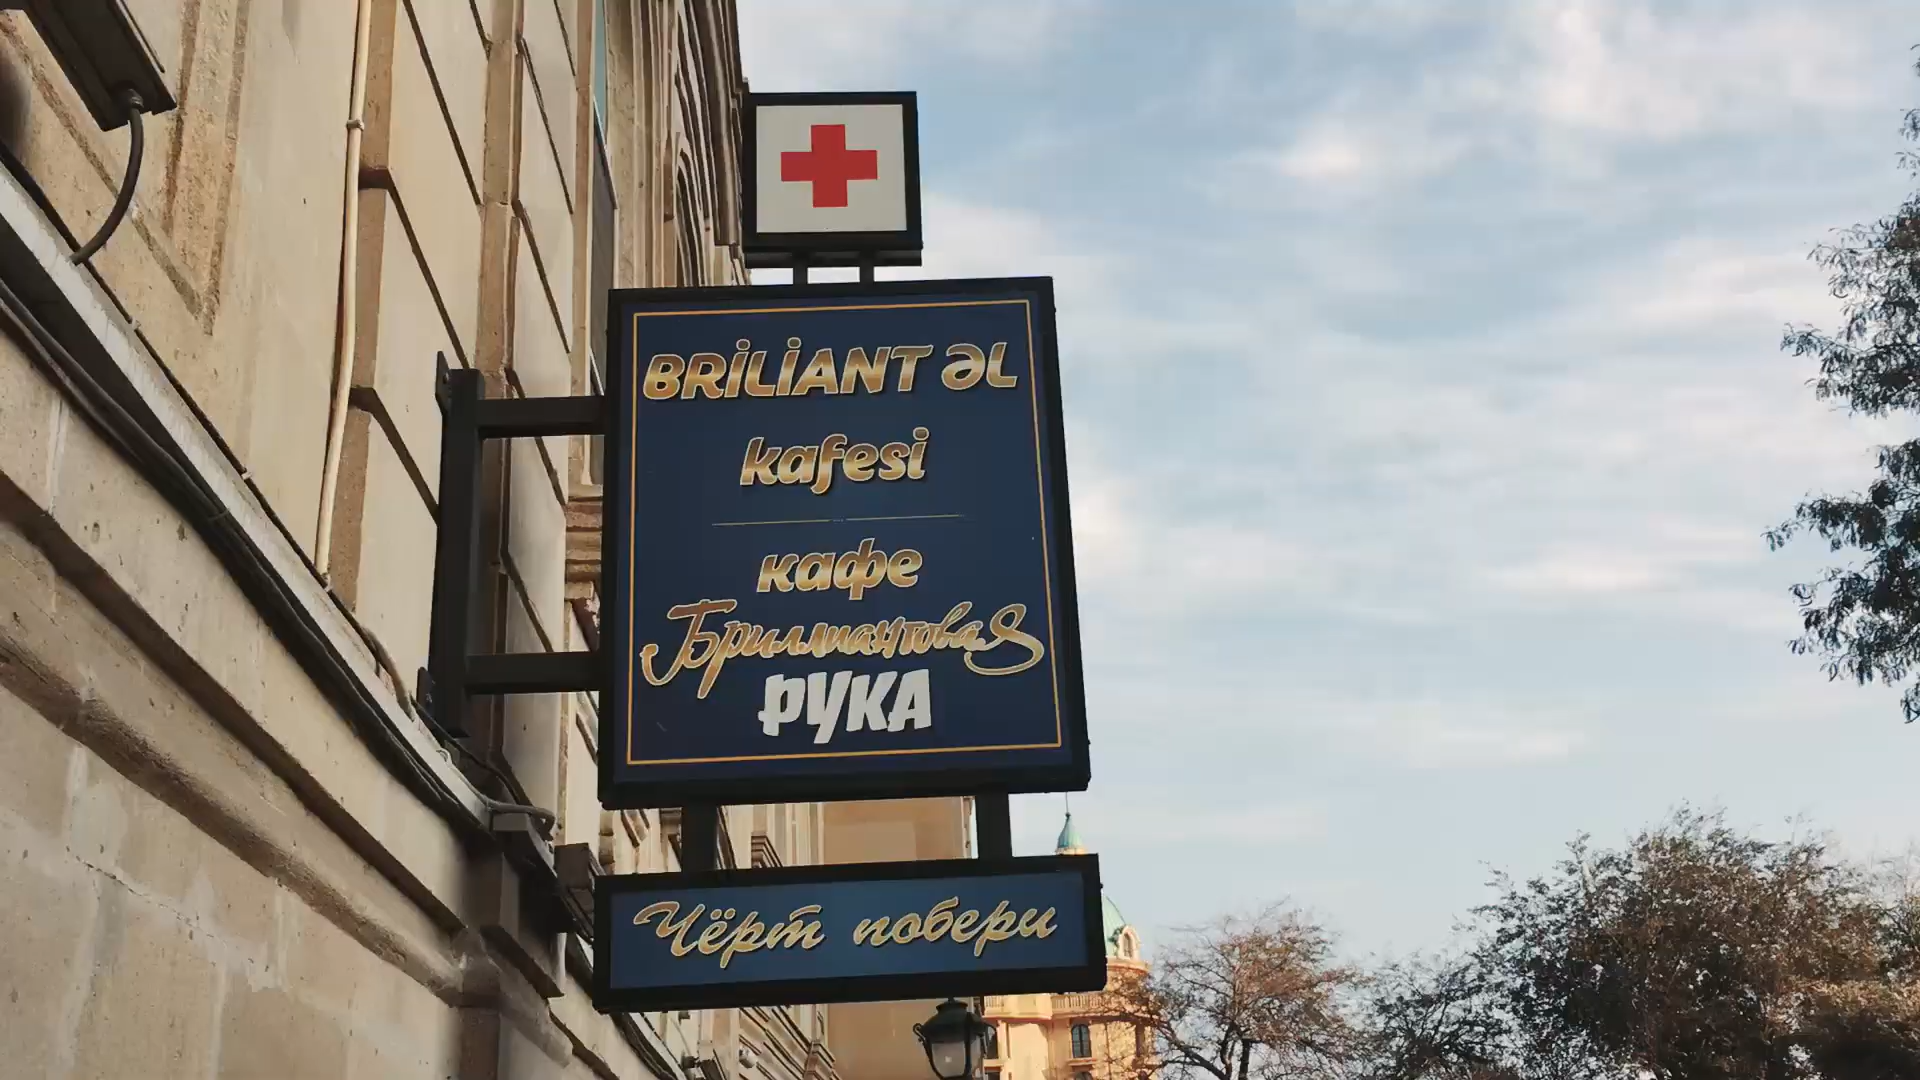 BRİLİANT ƏL
kafesi
кафе
Бриллиантовая
РУКА
Чёрт побери